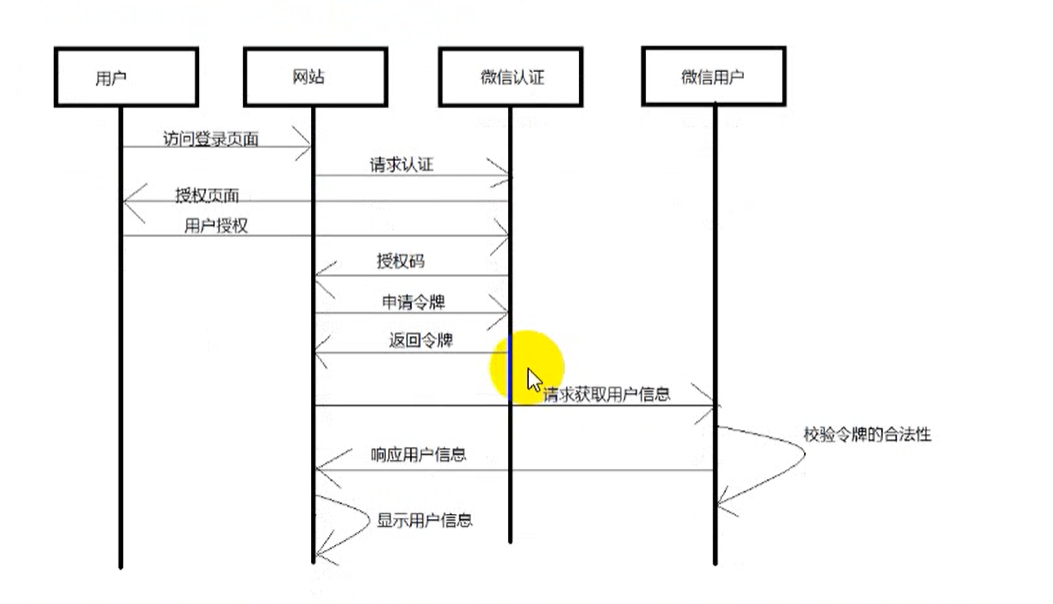 用户
网站
微信认证
微信用户
访问登录页面
请求认证
授权页面
用户授权
授权码
申请令牌
返回令牌
请求获取用户信息
校验令牌的合法性
响应用户信息
显示用户信息